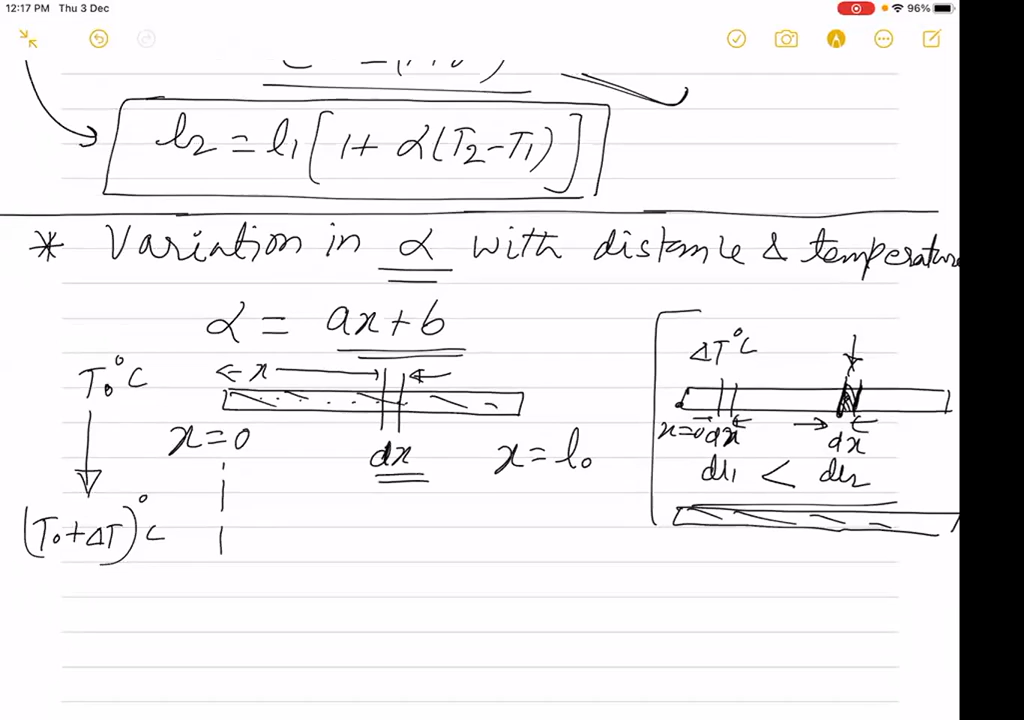 12:17 PM Thu 3 Dec
96%
l2 = l1 [ 1 + α(T2 - T1) ]
* Variation in α with distance & temperature
α = ax + b
T0°C
← x →
x = 0
dx
x = l0
(T0 + ΔT)°C
ΔT°C
x=0 dx
dx
dl1 < dl2